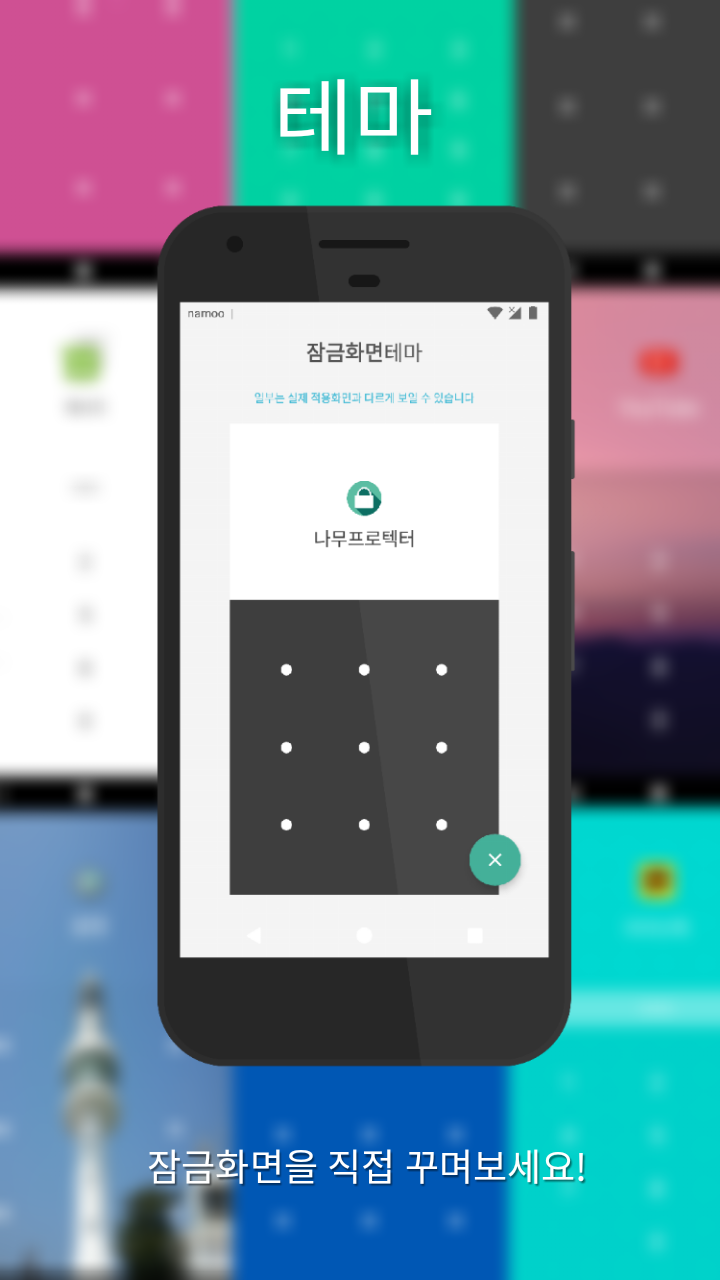 테마
namoo |
잠금화면테마
일부는 실제 적용화면과 다르게 보일 수 있습니다
나무프로텍터
잠금화면을 직접 꾸며보세요!